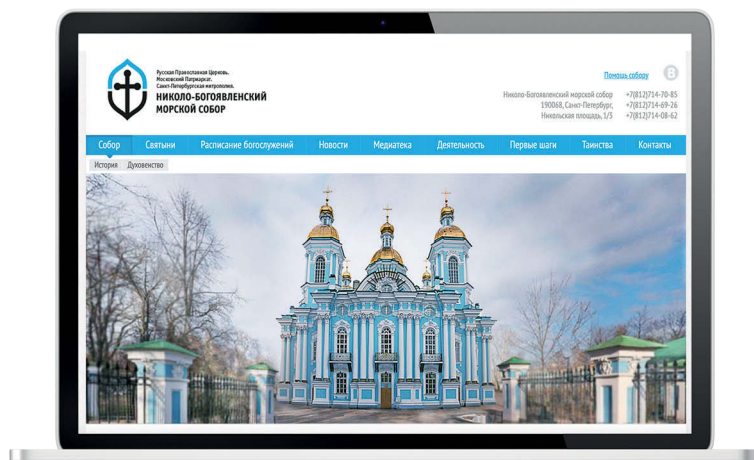 Русская Православная Церковь.
Московский Патриархат.
Санкт-Петербургская митрополия.
НИКОЛО-БОГОЯВЛЕНСКИЙ
МОРСКОЙ СОБОР
Помощь собору
В
Николо-Богоявленский морской собор +7(812)714-70-85
190068, Санкт-Петербург, +7(812)714-69-26
Никольская площадь, 1/3 +7(812)714-08-62
Собор Святыни Расписание богослужений Новости Медиатека Деятельность Первые шаги Таинства Контакты
История Духовенство